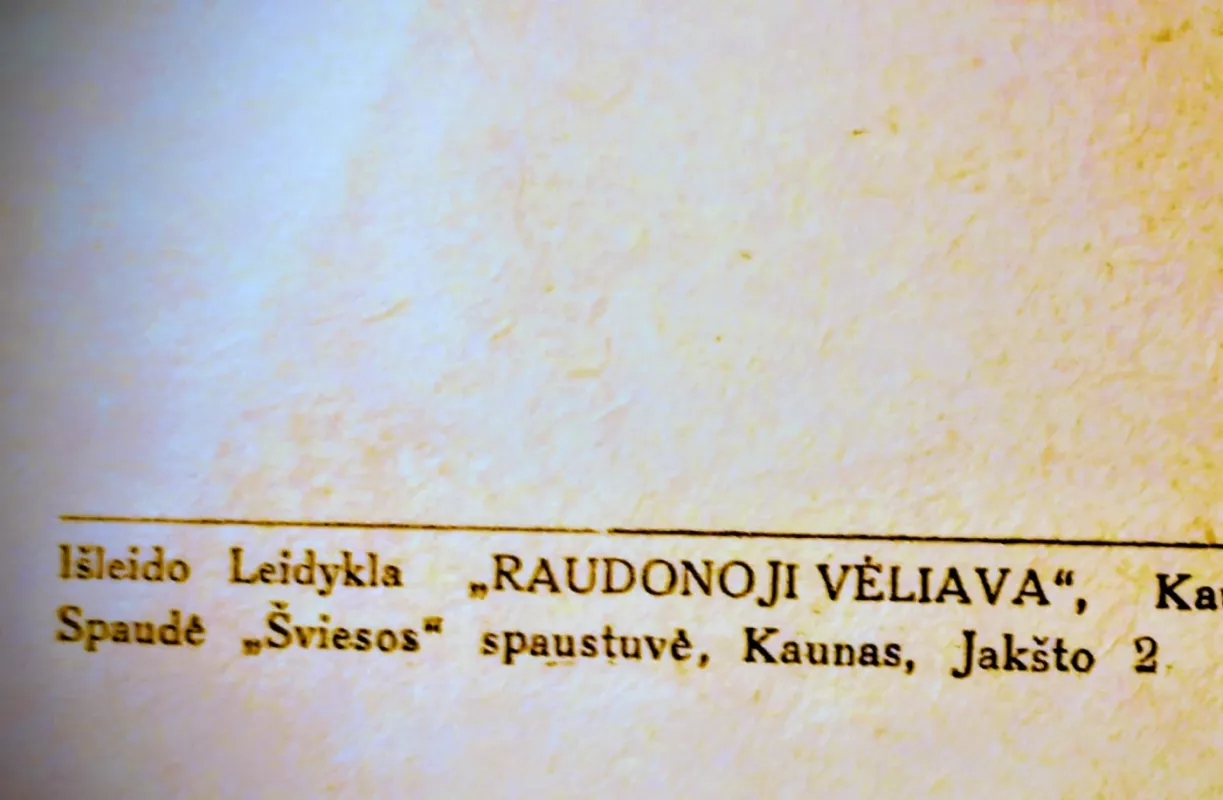 Išleido Leidykla „RAUDONOJI VĖLIAVA“,
Spaudė „Šviesos“ spaustuvė, Kaunas, Jakšto 2